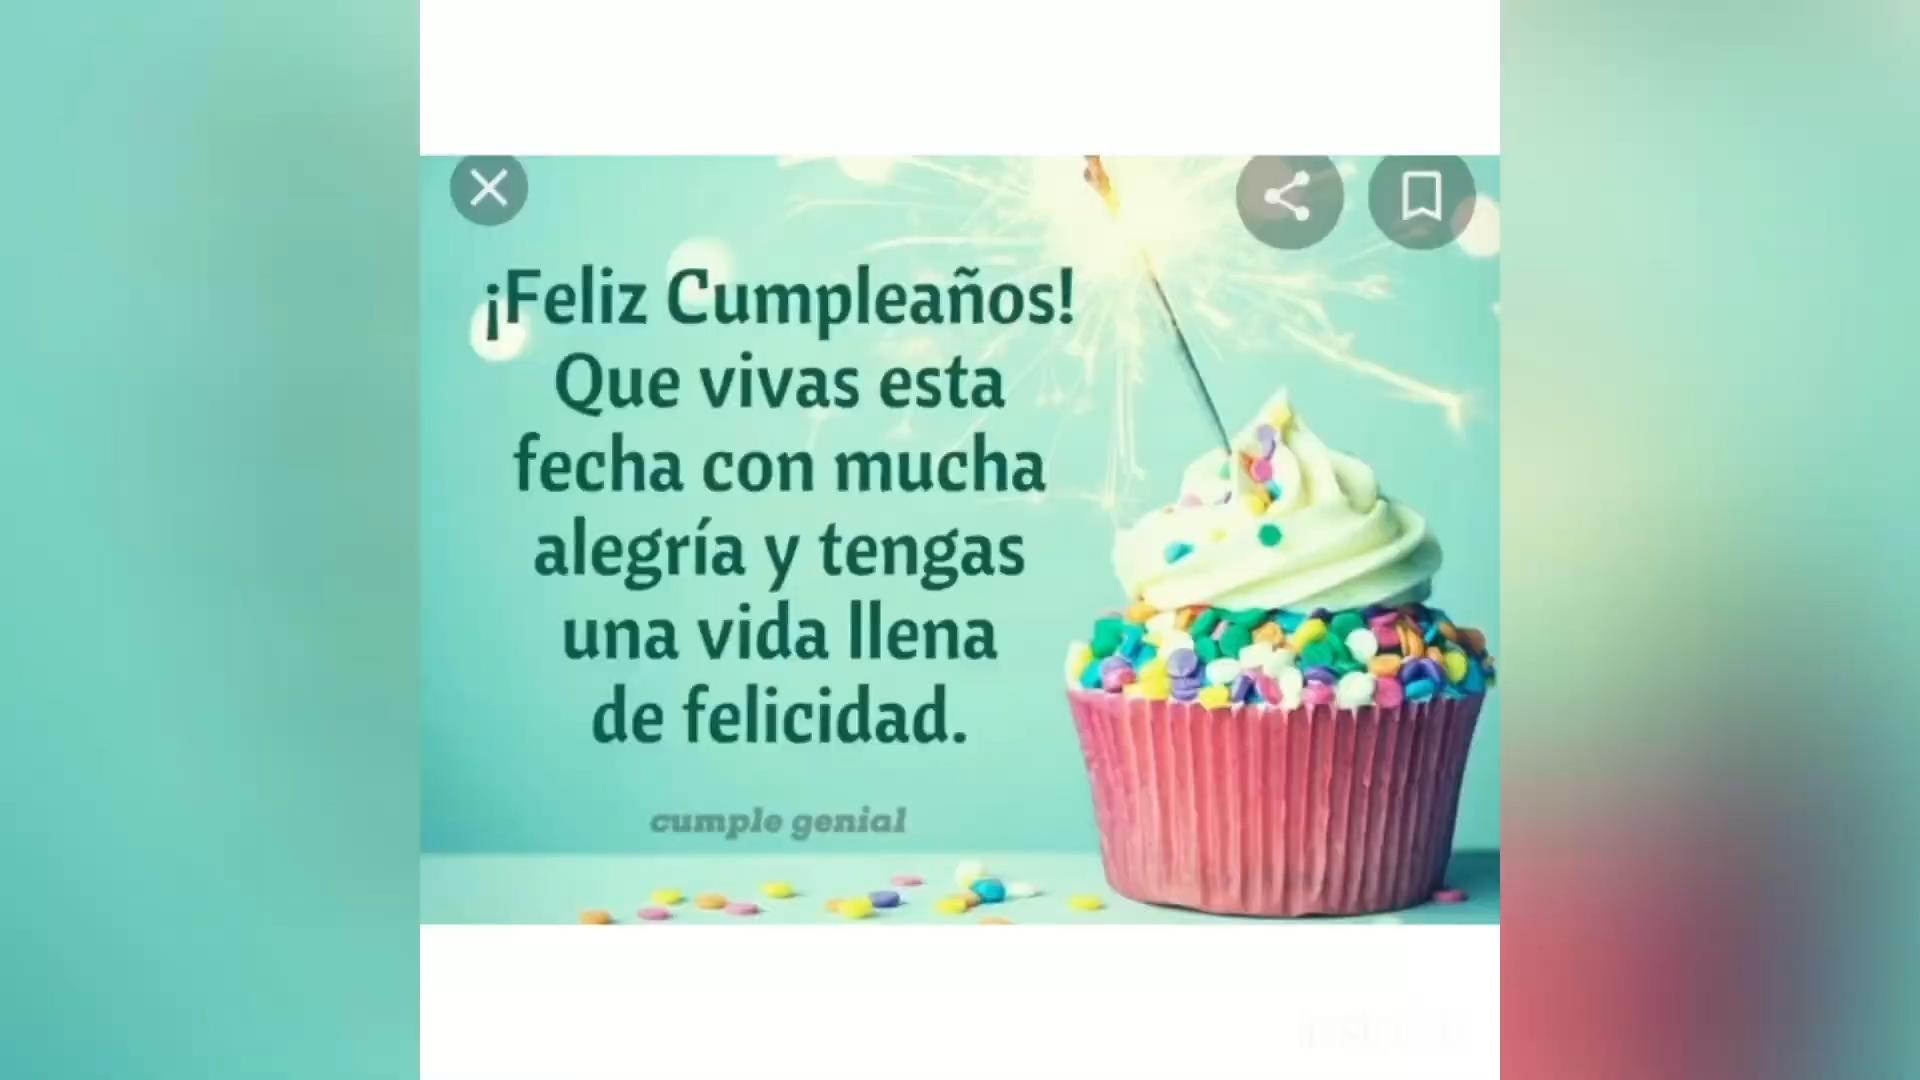 ¡Feliz Cumpleaños!
Que vivas esta
fecha con mucha
alegría y tengas
una vida llena
de felicidad.
cumple genial